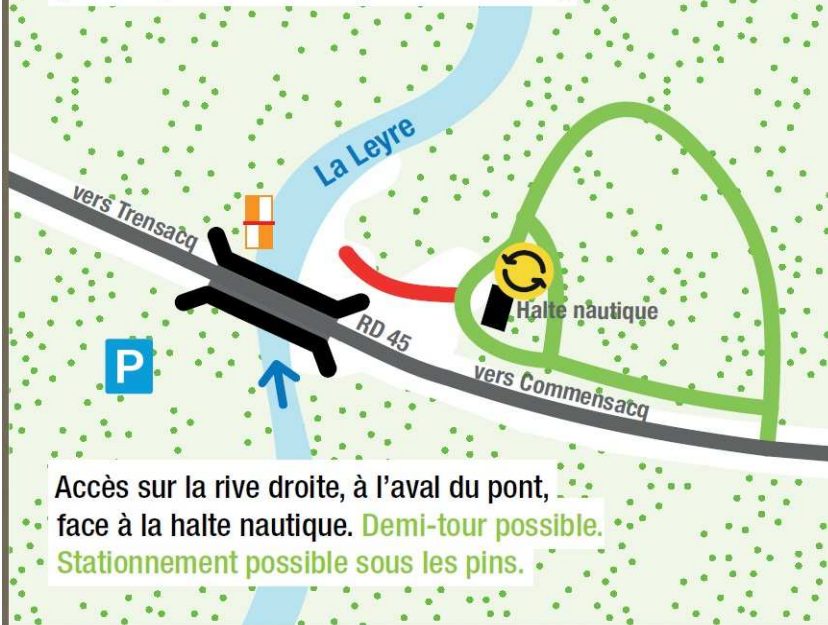 La Leyre
vers Trensacq
RD 45
Halte nautique
vers Commensacq
P
Accès sur la rive droite, à l'aval du pont,
face à la halte nautique. Demi-tour possible.
Stationnement possible sous les pins.